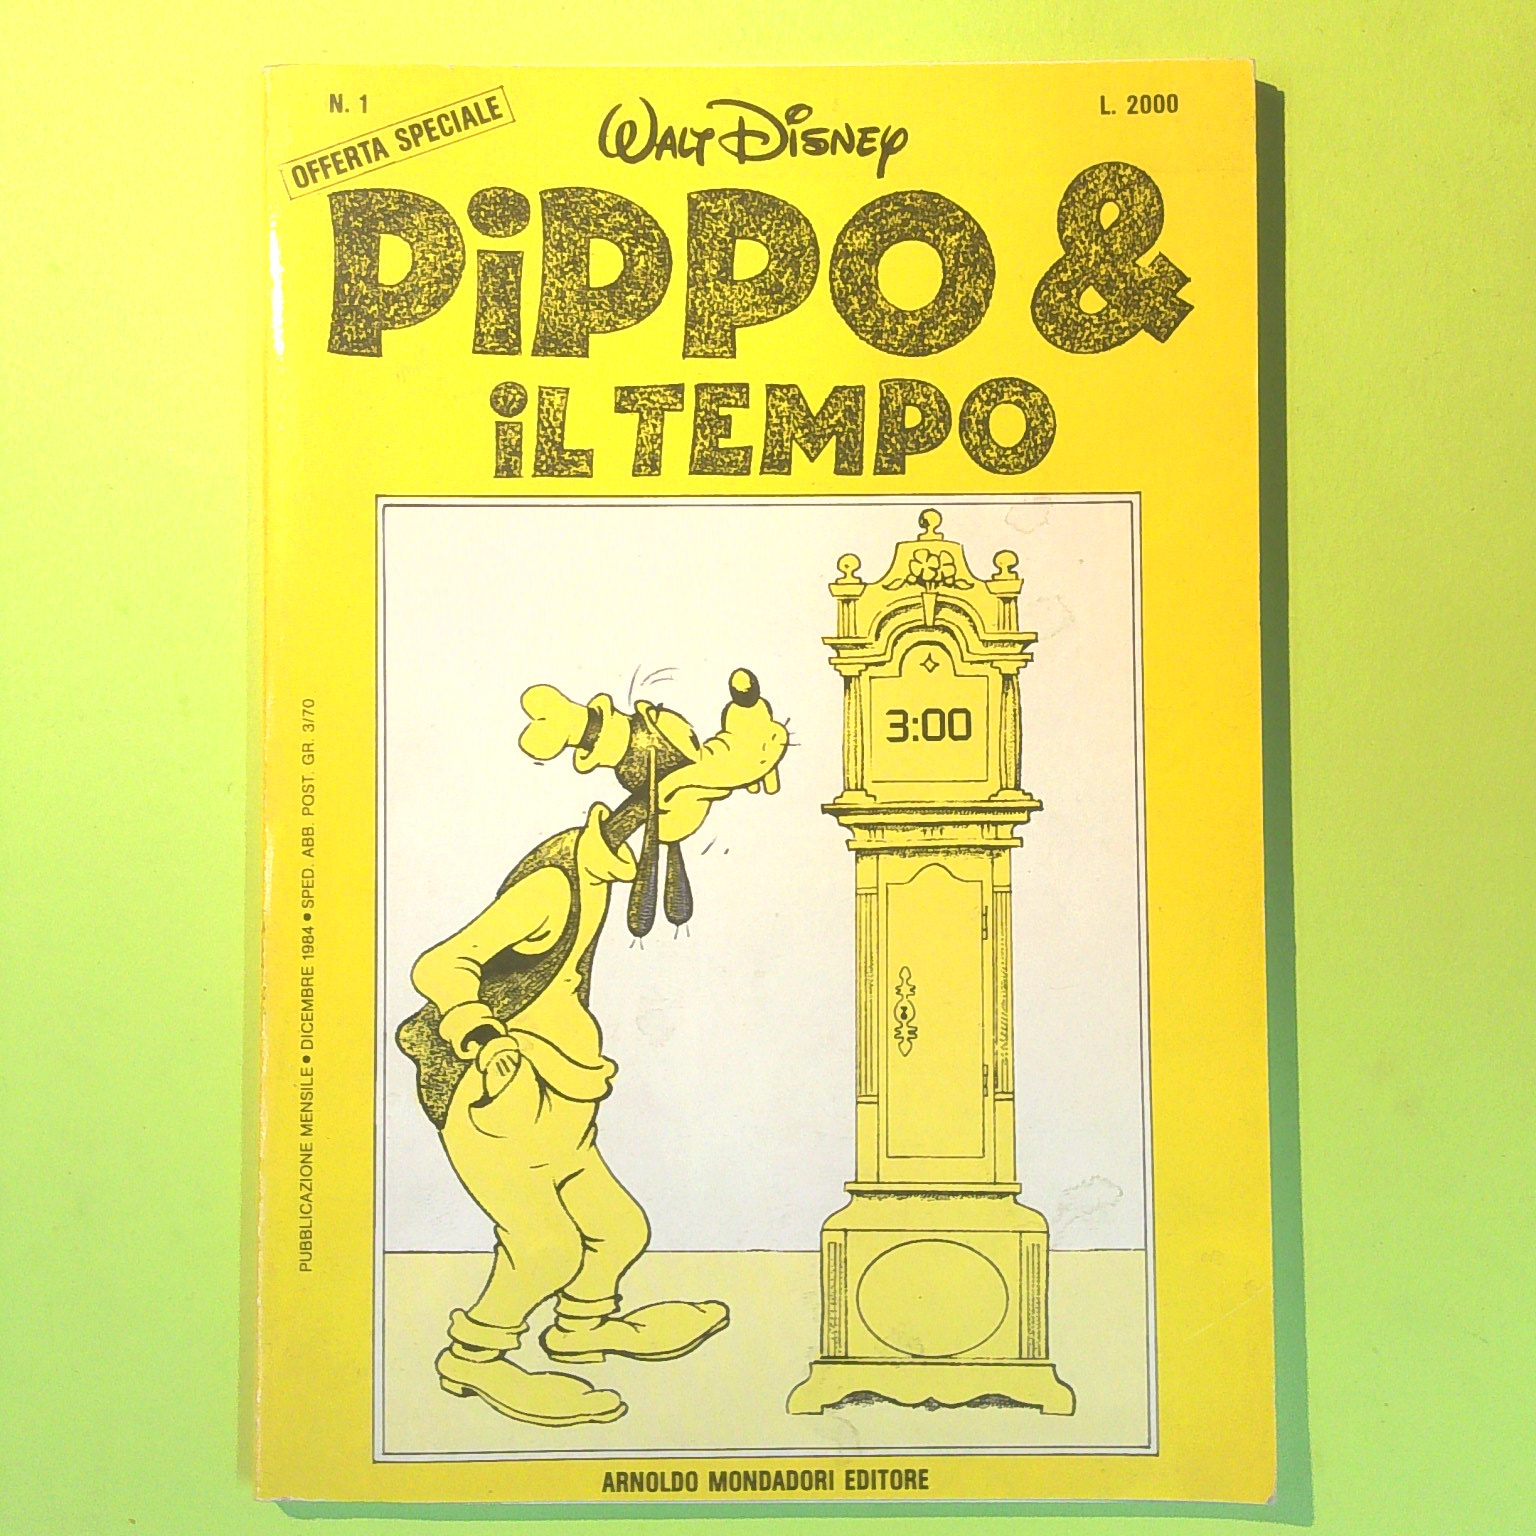 N. 1
L. 2000
OFFERTA SPECIALE
WALT DISNEY
PiPPO &
iL TEMPO
3:00
PUBBLICAZIONE MENSILE • DICEMBRE 1984 • SPED. ABB. POST. GR. 3/70
ARNOLDO MONDADORI EDITORE